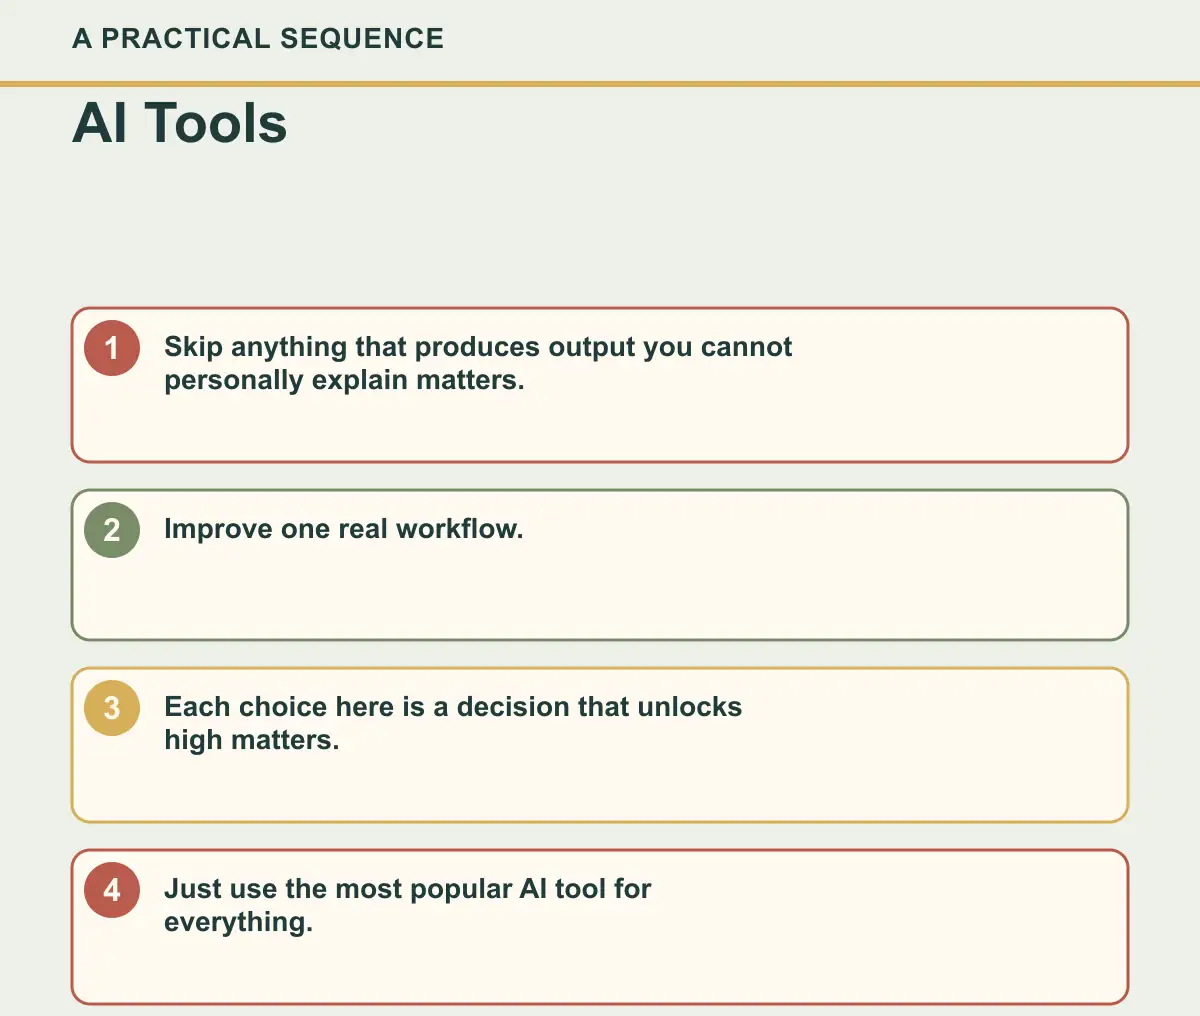 A PRACTICAL SEQUENCE
AI Tools
1
Skip anything that produces output you cannot
personally explain matters.
2
Improve one real workflow.
3
Each choice here is a decision that unlocks
high matters.
4
Just use the most popular AI tool for
everything.